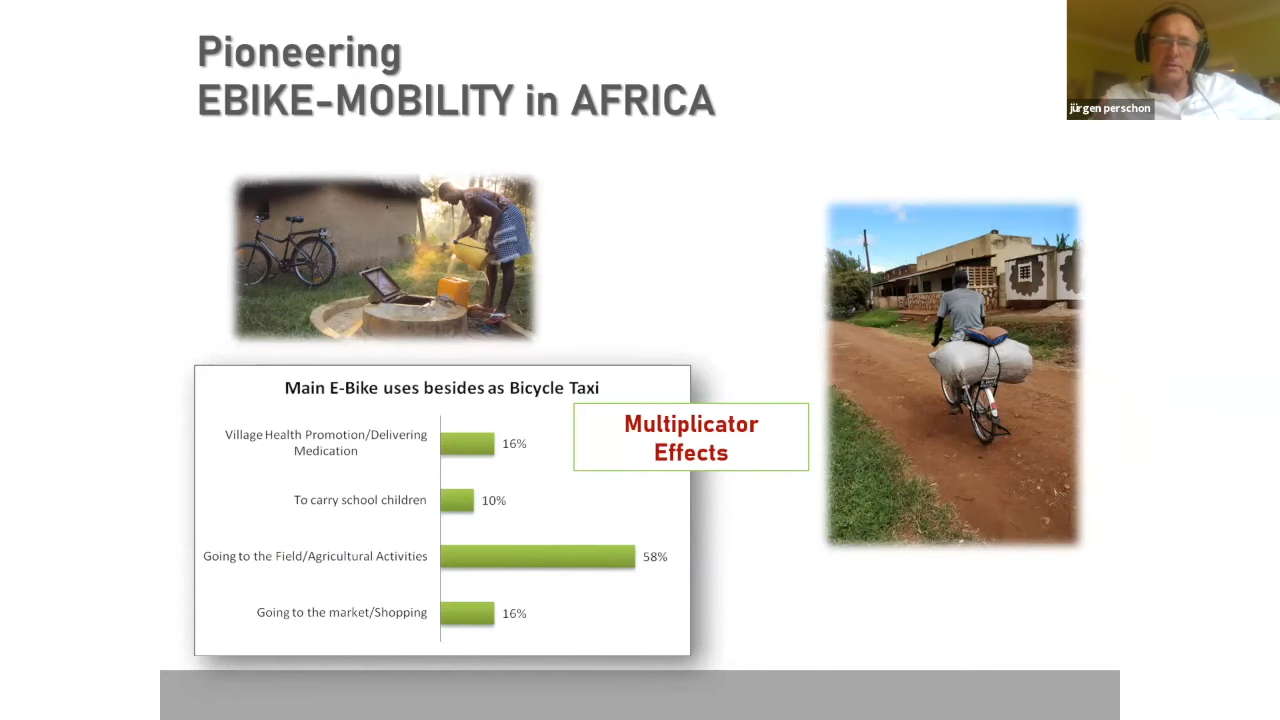 Pioneering
EBIKE-MOBILITY in AFRICA
jürgen perschon
Main E-Bike uses besides as Bicycle Taxi
Multiplicator
Effects
Village Health Promotion/Delivering
Medication
16%
To carry school children
10%
Going to the Field/Agricultural Activities
58%
Going to the market/Shopping
16%